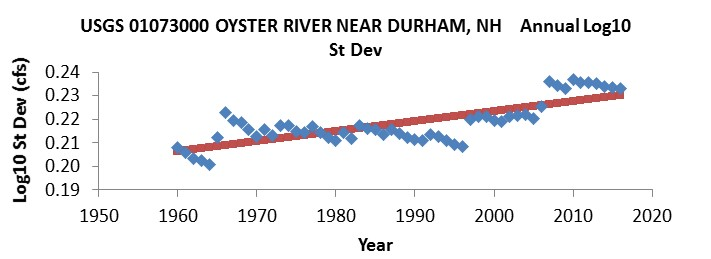 USGS 01073000 OYSTER RIVER NEAR DURHAM, NH Annual Log10
St Dev
Log10 St Dev (cfs)
0.24
0.23
0.22
0.21
0.20
0.19
1950 1960 1970 1980 1990 2000 2010 2020
Year